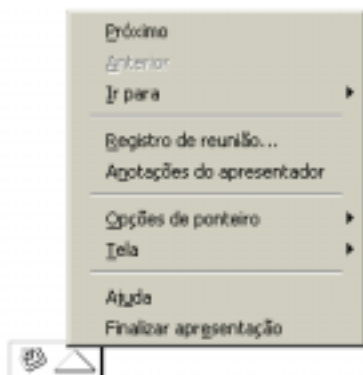 Próximo
Anterior
Ir para
Registro de reunião...
Anotações do apresentador
Opções de ponteiro
Tela
Ajuda
Finalizar apresentação